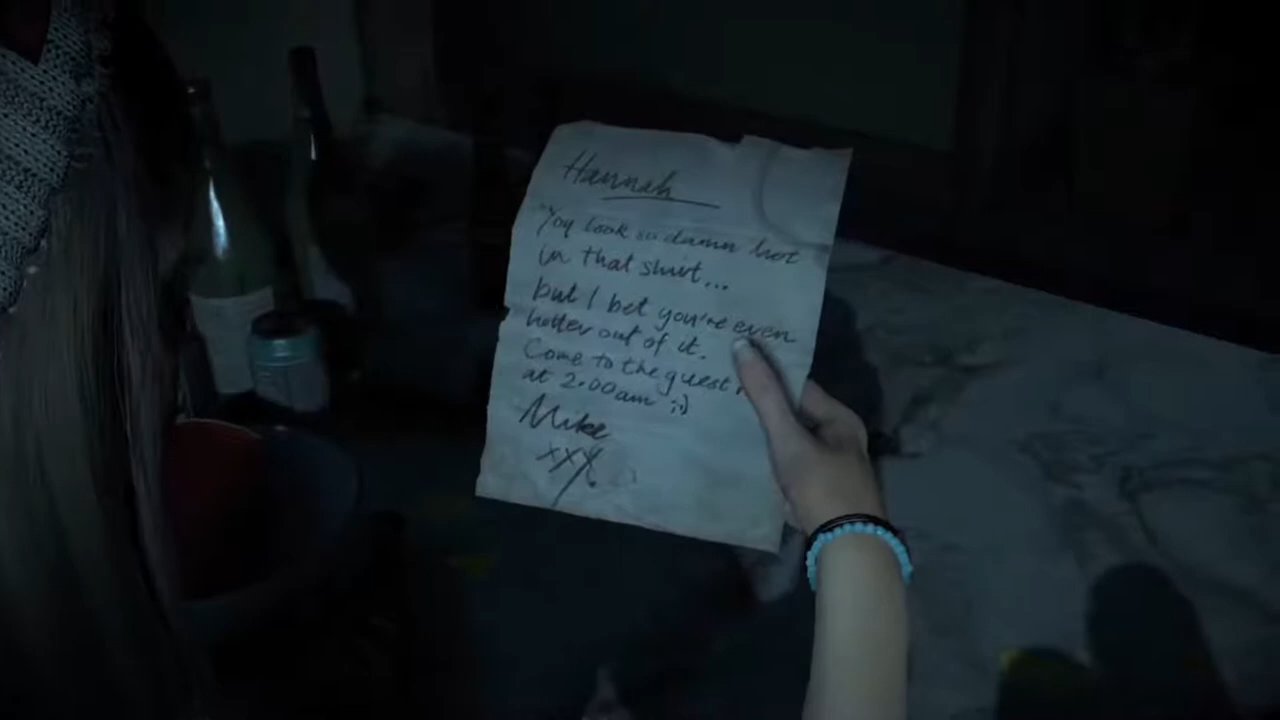 Hannah
"You look so damn hot
in that shirt...
but I bet you're even
hotter out of it.
Come to the guest
at 2.00am ;)
Mike
xxx